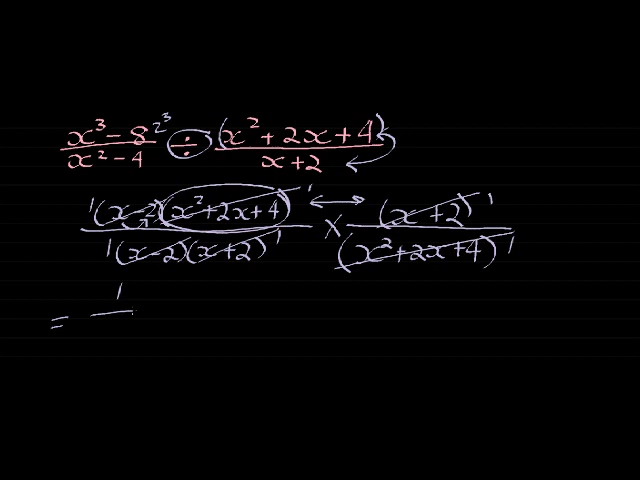 (x³ − 8)/(x² − 4) 2³ ÷ (x² + 2x + 4)/(x + 2)
1 (x − 2)(x² + 2x + 4) 1 / 1 (x − 2)(x + 2) 1 × (x + 2) 1 / (x² + 2x + 4) 1
= 1/